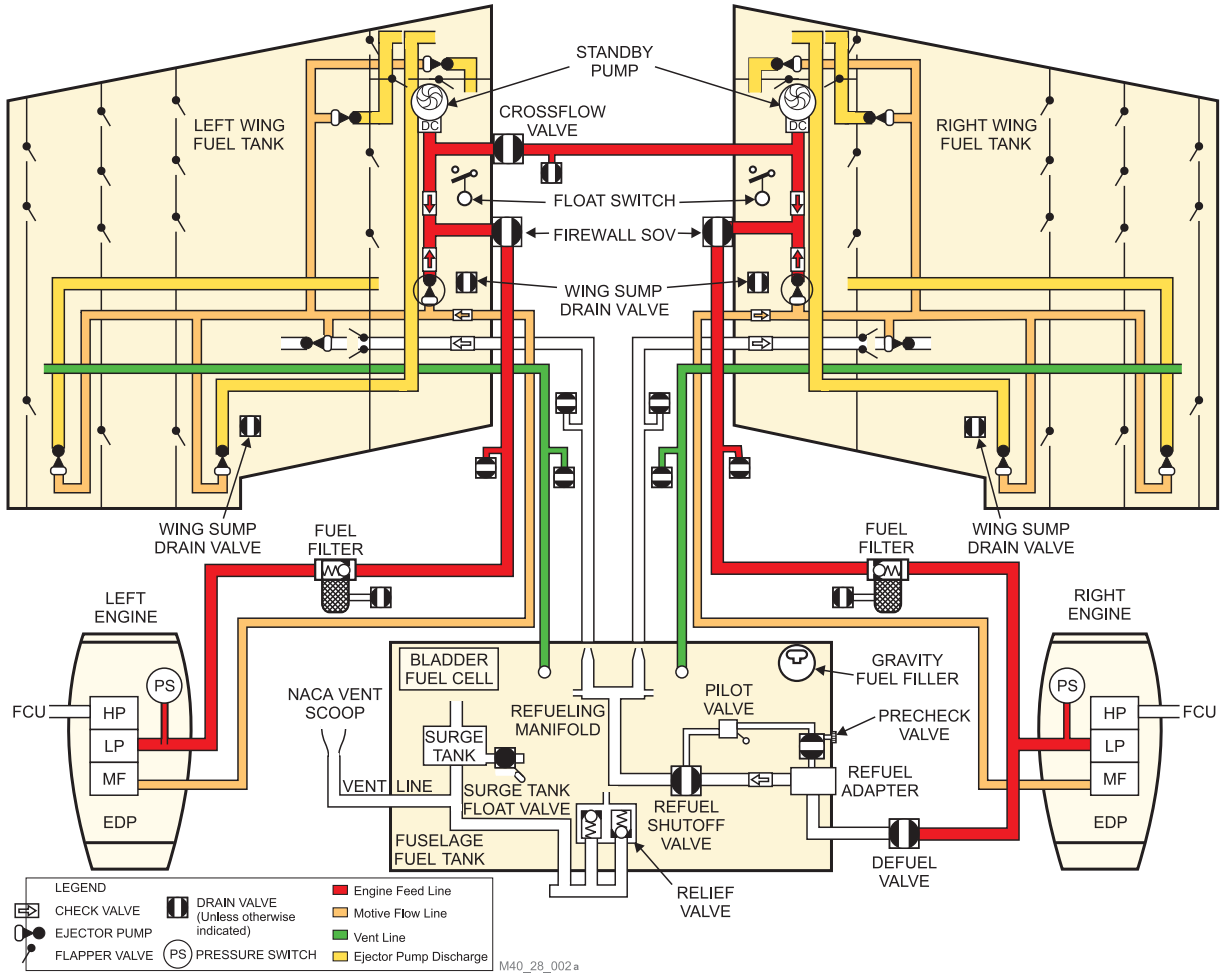 STANDBY
PUMP
CROSSFLOW
VALVE
LEFT WING
FUEL TANK
RIGHT WING
FUEL TANK
DC
DC
FLOAT SWITCH
FIREWALL SOV
WING SUMP
DRAIN VALVE
WING SUMP
DRAIN VALVE
WING SUMP
DRAIN VALVE
FUEL
FILTER
FUEL
FILTER
LEFT
ENGINE
RIGHT
ENGINE
BLADDER
FUEL CELL
GRAVITY
FUEL FILLER
NACA VENT
SCOOP
REFUELING
MANIFOLD
PILOT
VALVE
PRECHECK
VALVE
PS
PS
FCU
HP
LP
MF
EDP
HP
LP
MF
EDP
FCU
SURGE
TANK
VENT LINE
SURGE TANK
FLOAT VALVE
REFUEL
SHUTOFF
VALVE
REFUEL
ADAPTER
FUSELAGE
FUEL TANK
DEFUEL
VALVE
RELIEF
VALVE
LEGEND
CHECK VALVE
EJECTOR PUMP
FLAPPER VALVE
DRAIN VALVE
(Unless otherwise
indicated)
PS PRESSURE SWITCH
Engine Feed Line
Motive Flow Line
Vent Line
Ejector Pump Discharge
M40_28_002a